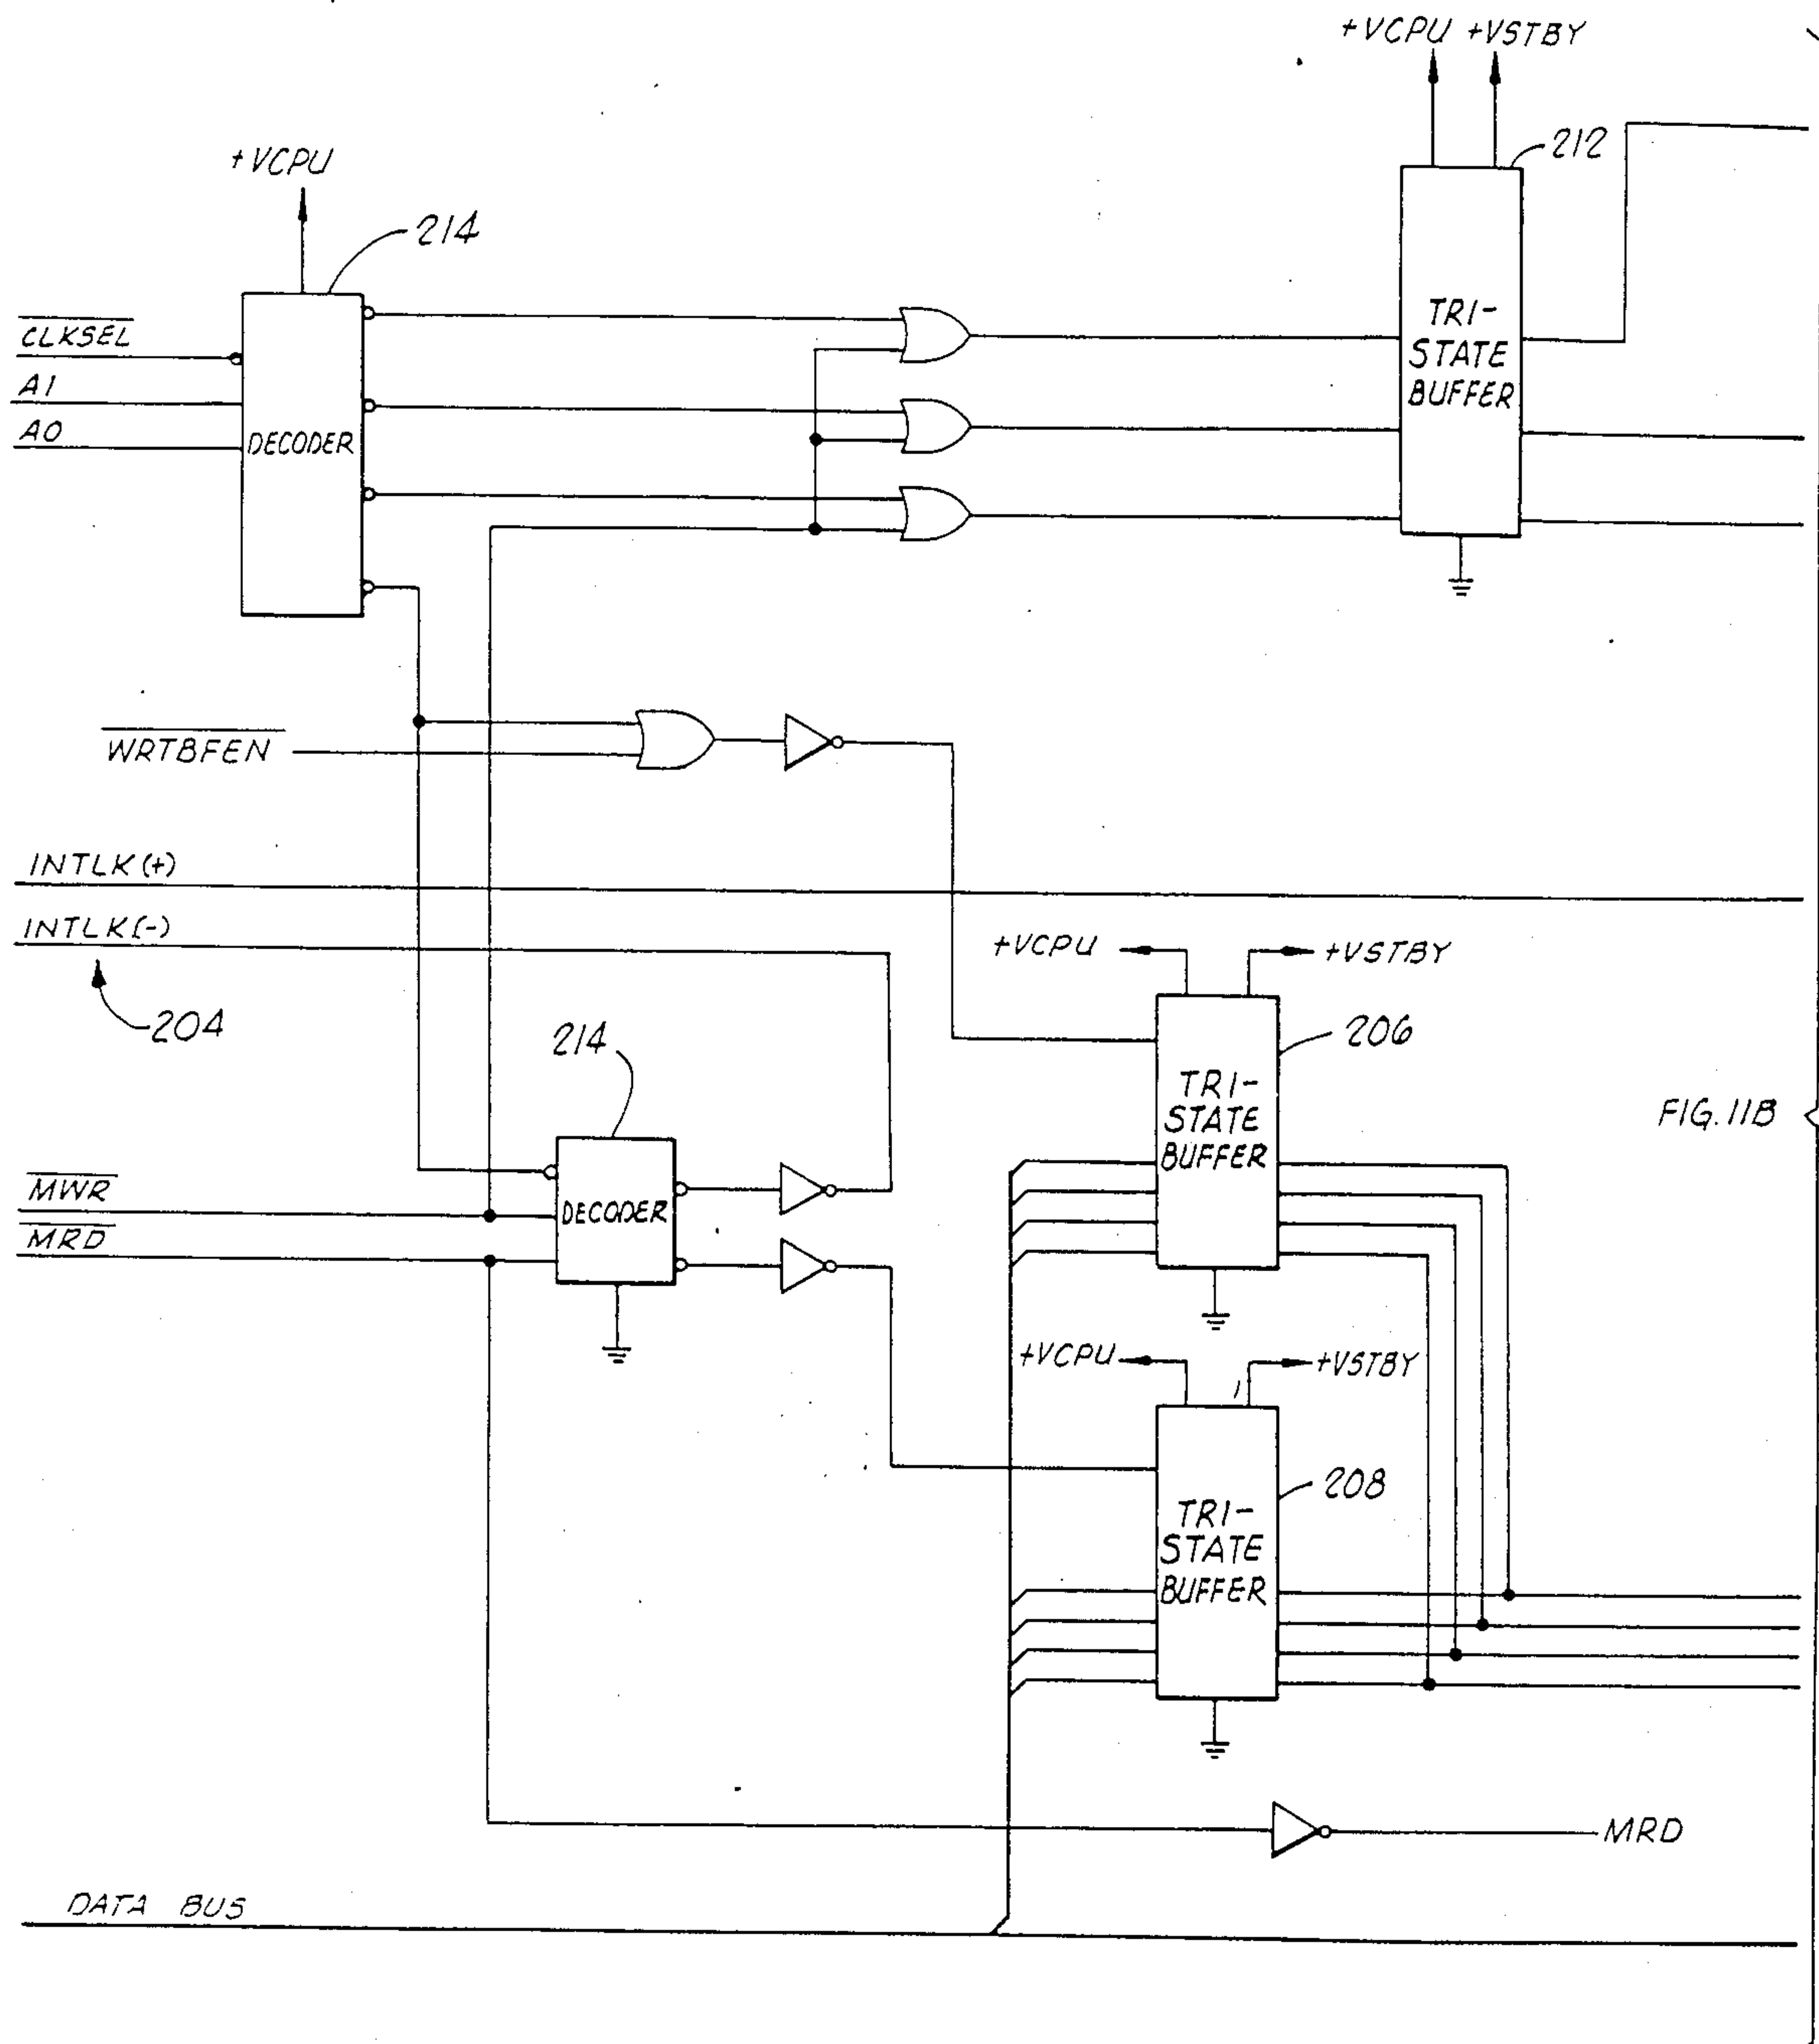 +VCPU +VSTBY
212
+VCPU
214
TRI-
STATE
BUFFER
CLKSEL
A1
A0
DECODER
WRTBFEN
INTLK(+)
INTLK(-)
204
+VCPU
+VSTBY
206
TRI-
STATE
BUFFER
FIG. 11B
214
MWR
MRD
DECODER
+VCPU
+VSTBY
208
TRI-
STATE
BUFFER
MRD
DATA BUS